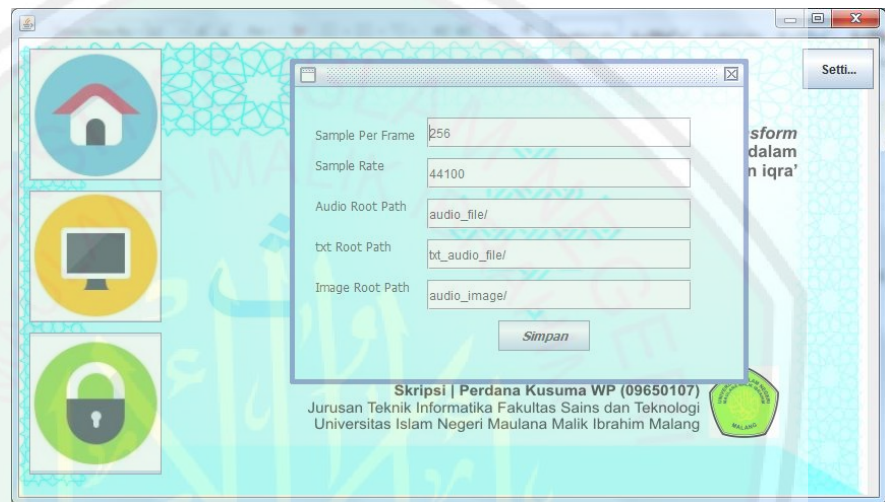 Setti...
sform
dalam
n iqra'
Sample Per Frame 256
Sample Rate 44100
Audio Root Path audio_file/
txt Root Path txt_audio_file/
Image Root Path audio_image/
Simpan
Skripsi | Perdana Kusuma WP (09650107)
Jurusan Teknik Informatika Fakultas Sains dan Teknologi
Universitas Islam Negeri Maulana Malik Ibrahim Malang
MALANG